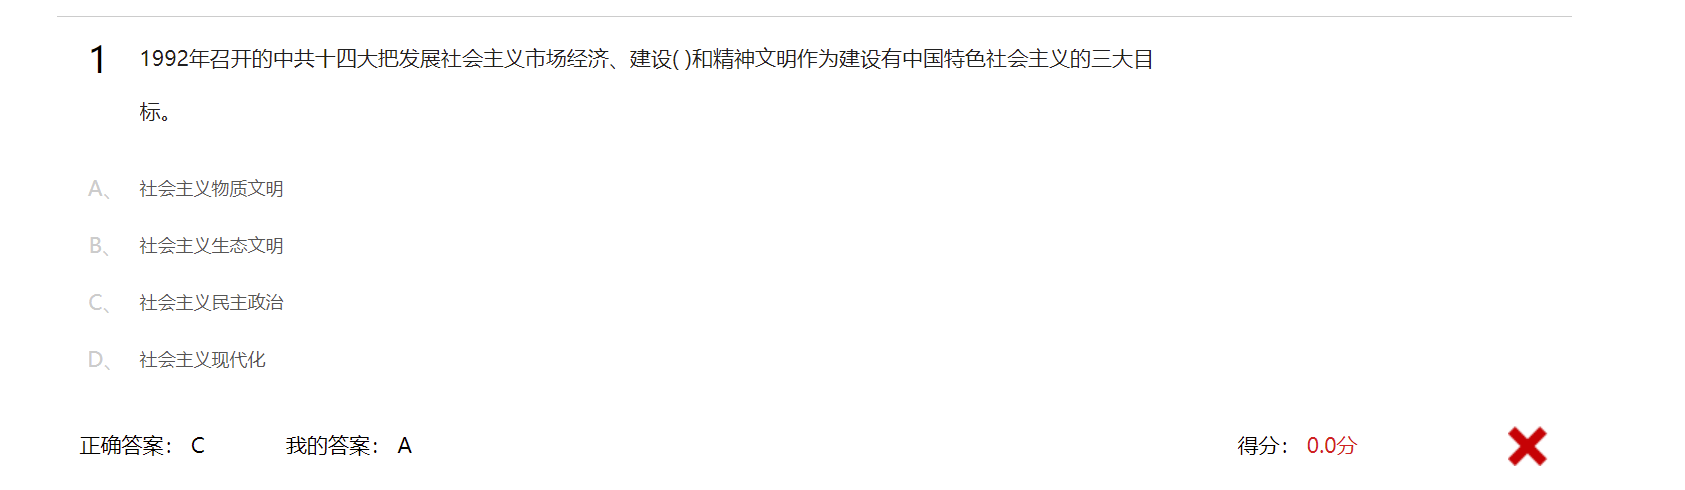 1 1992年召开的中共十四大把发展社会主义市场经济、建设( )和精神文明作为建设有中国特色社会主义的三大目
标。
A、 社会主义物质文明
B、 社会主义生态文明
C、 社会主义民主政治
D、 社会主义现代化
正确答案： C 我的答案： A 得分： 0.0分